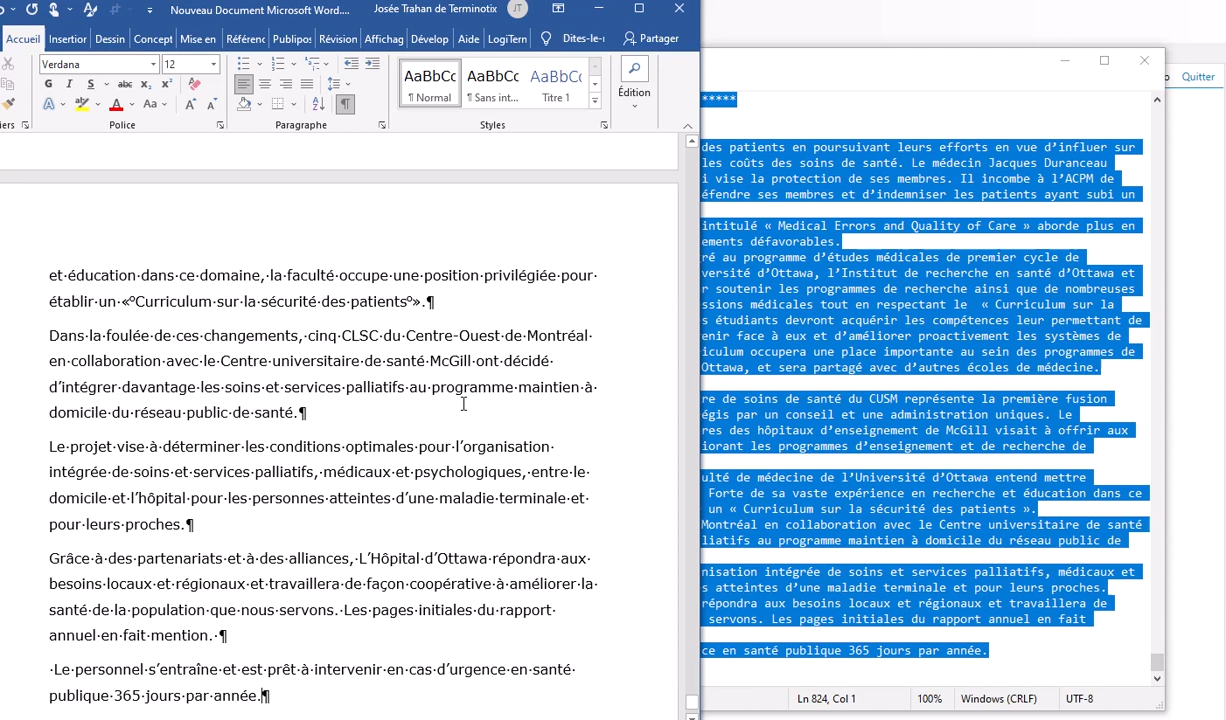 Nouveau Document Microsoft Word....
Josée Trahan de Terminotix
JT
Accueil
Insertior
Dessin
Concept
Mise en
Référenc
Publipos
Révision
Affichag
Dévelop
Aide
LogiTern
Dites-le-ı
Partager
Verdana
12
G I S abc x₂ x²
A A Aa A A
iers
Police
Paragraphe
AaBbCc
AaBbCc
AaBbC(
¶ Normal
¶ Sans int...
Titre 1
Styles
Édition
et·éducation·dans·ce·domaine,·la·faculté·occupe·une·position·privilégiée·pour·
établir·un·«°Curriculum·sur·la·sécurité·des·patients°».¶
Dans·la·foulée·de·ces·changements,·cinq·CLSC·du·Centre-Ouest·de·Montréal·
en·collaboration·avec·le·Centre·universitaire·de·santé·McGill·ont·décidé·
d’intégrer·davantage·les·soins·et·services·palliatifs·au·programme·maintien·à·
domicile·du·réseau·public·de·santé.¶
Le·projet·vise·à·déterminer·les·conditions·optimales·pour·l’organisation·
intégrée·de·soins·et·services·palliatifs,·médicaux·et·psychologiques,·entre·le·
domicile·et·l’hôpital·pour·les·personnes·atteintes·d’une·maladie·terminale·et·
pour·leurs·proches.¶
Grâce·à·des·partenariats·et·à·des·alliances,·L’Hôpital·d’Ottawa·répondra·aux·
besoins·locaux·et·régionaux·et·travaillera·de·façon·coopérative·à·améliorer·la·
santé·de·la·population·que·nous·servons.·Les·pages·initiales·du·rapport·
annuel·en·fait·mention.·¶
·Le·personnel·s’entraîne·et·est·prêt·à·intervenir·en·cas·d’urgence·en·santé·
publique·365·jours·par·année.¶
o
Quitter
*****
des patients en poursuivant leurs efforts en vue d’influer sur
les coûts des soins de santé. Le médecin Jacques Duranceau
i vise la protection de ses membres. Il incombe à l’ACPM de
éfendre ses membres et d’indemniser les patients ayant subi un
intitulé « Medical Errors and Quality of Care » aborde plus en
ements défavorables.
gré au programme d’études médicales de premier cycle de
versité d’Ottawa, l’Institut de recherche en santé d’Ottawa et
r soutenir les programmes de recherche ainsi que de nombreuses
ssions médicales tout en respectant le  « Curriculum sur la
s étudiants devront acquérir les compétences leur permettant de
enir face à eux et d’améliorer proactivement les systèmes de
iculum occupera une place importante au sein des programmes de
Ottawa, et sera partagé avec d’autres écoles de médecine.
re de soins de santé du CUSM représente la première fusion
égis par un conseil et une administration uniques. Le
res des hôpitaux d’enseignement de McGill visait à offrir aux
iorant les programmes d’enseignement et de recherche de
ulté de médecine de l’Université d’Ottawa entend mettre
Forte de sa vaste expérience en recherche et éducation dans ce
un « Curriculum sur la sécurité des patients ».
Montréal en collaboration avec le Centre universitaire de santé
liatifs au programme maintien à domicile du réseau public de
nisation intégrée de soins et services palliatifs, médicaux et
s atteintes d’une maladie terminale et pour leurs proches.
répondra aux besoins locaux et régionaux et travaillera de
servons. Les pages initiales du rapport annuel en fait
ce en santé publique 365 jours par année.
Ln 824, Col 1
100%
Windows (CRLF)
UTF-8